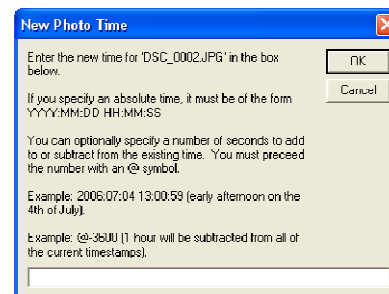 New Photo Time
Enter the new time for 'DSC_0002.JPG' in the box
below.
OK
Cancel
If you specify an absolute time, it must be of the form
YYYY:MM:DD HH:MM:SS
You can optionally specify a number of seconds to add
to or subtract from the existing time. You must preceed
the number with an @ symbol.
Example: 2006:07:04 13:00:59 (early afternoon on the
4th of July).
Example: @-3600 (1 hour will be subtracted from all of
the current timestamps).